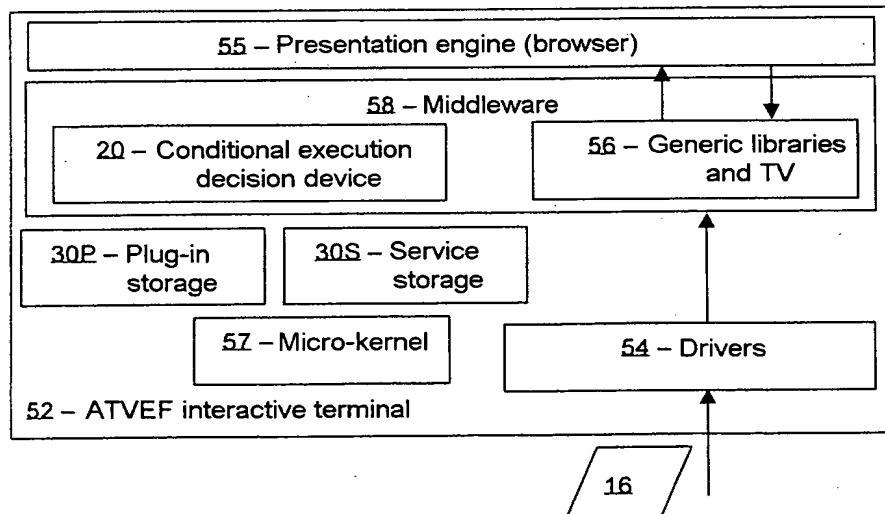 55 – Presentation engine (browser)
58 – Middleware
20 – Conditional execution
decision device
56 – Generic libraries
and TV
30P – Plug-in
storage
30S – Service
storage
57 – Micro-kernel
54 – Drivers
52 – ATVEF interactive terminal
16